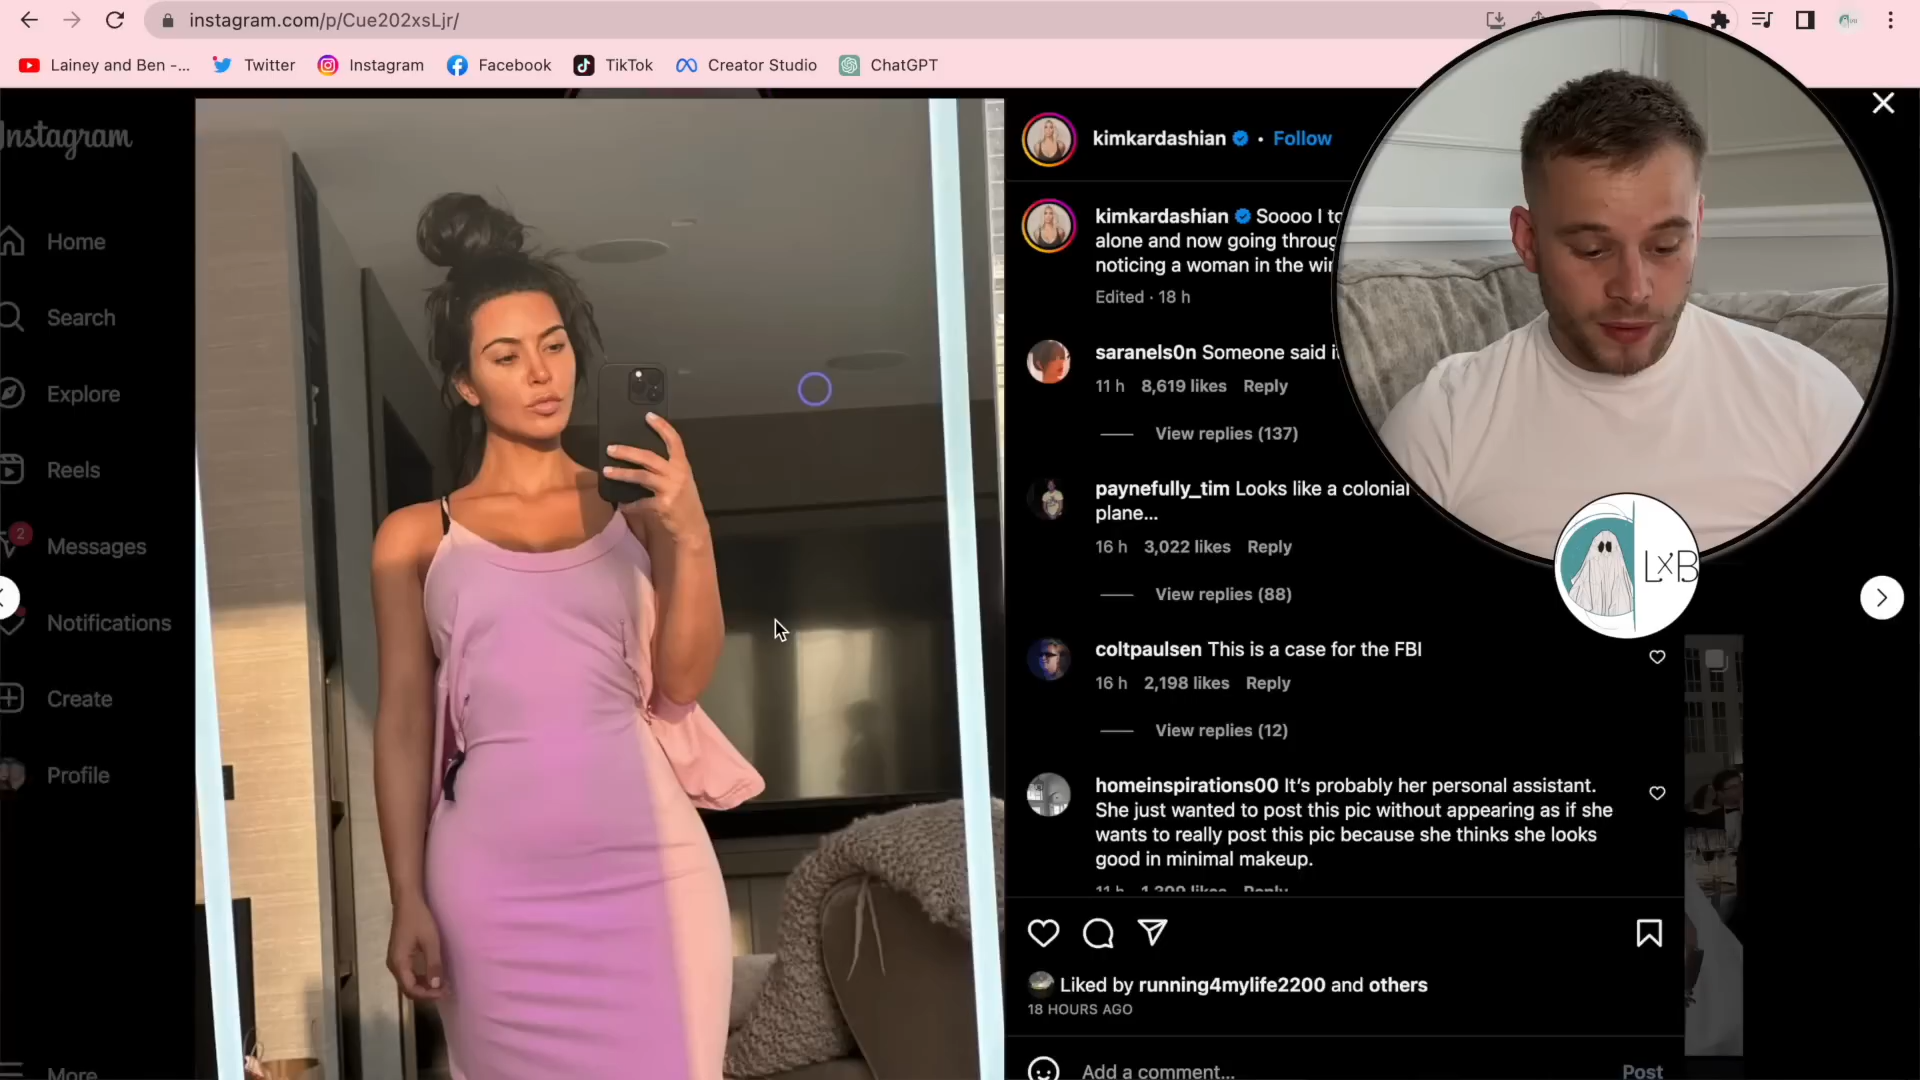 instagram.com/p/Cue202xsLjr/
Lainey and Ben -... Twitter Instagram Facebook TikTok Creator Studio ChatGPT
Instagram
Home
Search
Explore
Reels
2
Messages
Notifications
Create
Profile
More
kimkardashian • Follow
kimkardashian Soooo I to
alone and now going throug
noticing a woman in the win
Edited · 18 h
saranels0n Someone said i
11 h 8,619 likes Reply
View replies (137)
paynefully_tim Looks like a colonial
plane...
16 h 3,022 likes Reply
View replies (88)
coltpaulsen This is a case for the FBI
16 h 2,198 likes Reply
View replies (12)
homeinspirations00 It's probably her personal assistant.
She just wanted to post this pic without appearing as if she
wants to really post this pic because she thinks she looks
good in minimal makeup.
11 h 1,399 likes Reply
Liked by running4mylife2200 and others
18 HOURS AGO
Add a comment... Post
LxB